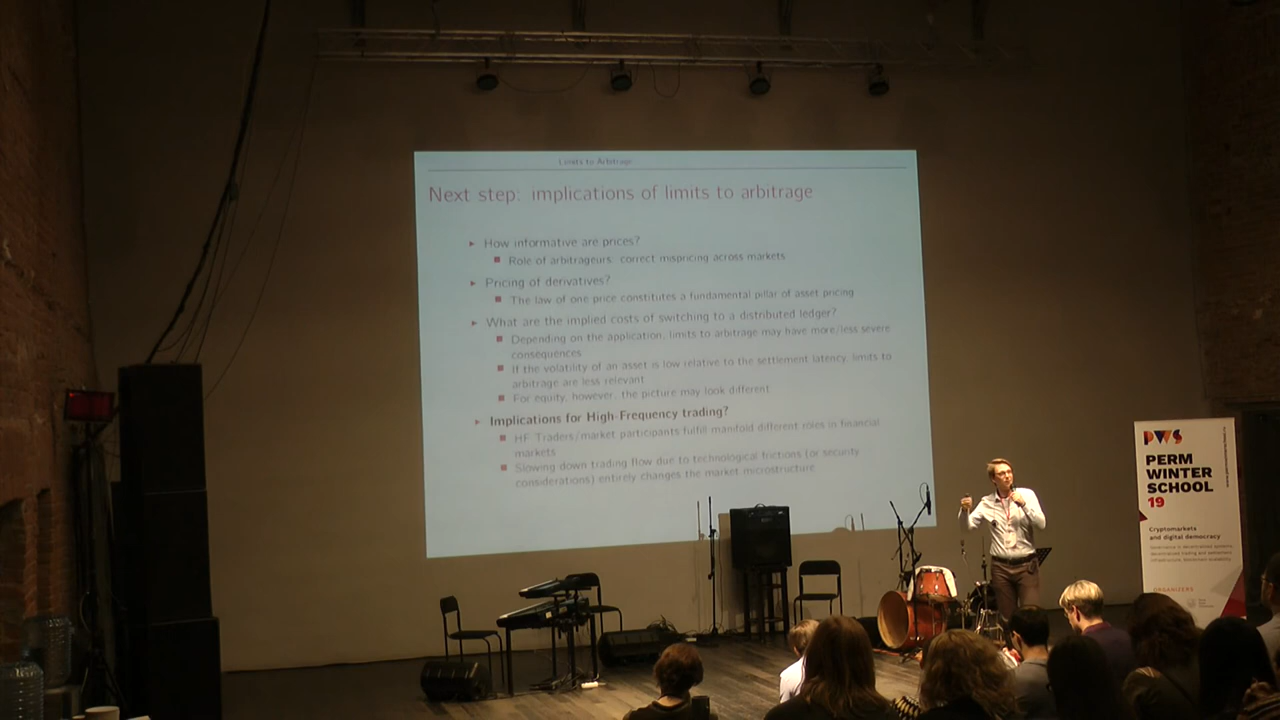 Limits to Arbitrage
Next step: implications of limits to arbitrage
How informative are prices?
Role of arbitrageurs: correct mispricing across markets
Pricing of derivatives?
The law of one price constitutes a fundamental pillar of asset pricing
What are the implied costs of switching to a distributed ledger?
Depending on the application, limits to arbitrage may have more/less severe
consequences
If the volatility of an asset is low relative to the settlement latency, limits to
arbitrage are less relevant
For equity, however, the picture may look different
Implications for High-Frequency trading?
HF Traders/market participants fulfill manifold different roles in financial
markets
Slowing down trading flow due to technological frictions (or security
considerations) entirely changes the market microstructure
PWS
PERM
WINTER
SCHOOL
19
Cryptomarkets
and digital democracy
ORGANIZERS